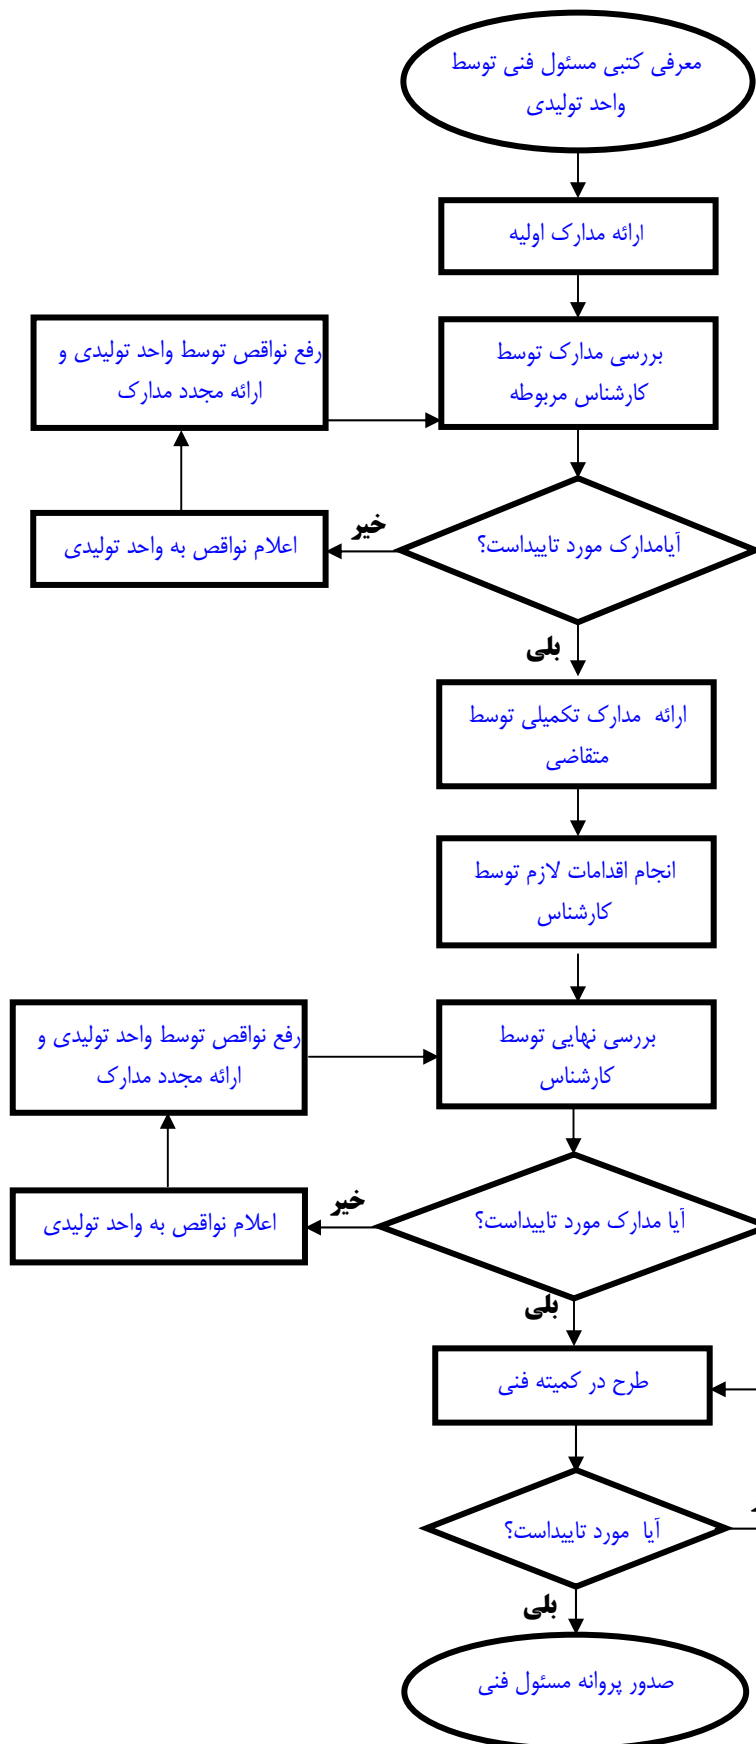 معرفی کتبی مسئول فنی توسط
واحد تولیدی
ارائه مدارک اولیه
بررسی مدارک توسط
کارشناس مربوطه
رفع نواقص توسط واحد تولیدی و
ارائه مجدد مدارک
آیامدارک مورد تاییداست؟
خیر
اعلام نواقص به واحد تولیدی
بلی
ارائه مدارک تکمیلی توسط
متقاضی
انجام اقدامات لازم توسط
کارشناس
بررسی نهایی توسط
کارشناس
رفع نواقص توسط واحد تولیدی و
ارائه مجدد مدارک
آیا مدارک مورد تاییداست؟
خیر
اعلام نواقص به واحد تولیدی
بلی
طرح در کمیته فنی
آیا مورد تاییداست؟
بلی
صدور پروانه مسئول فنی